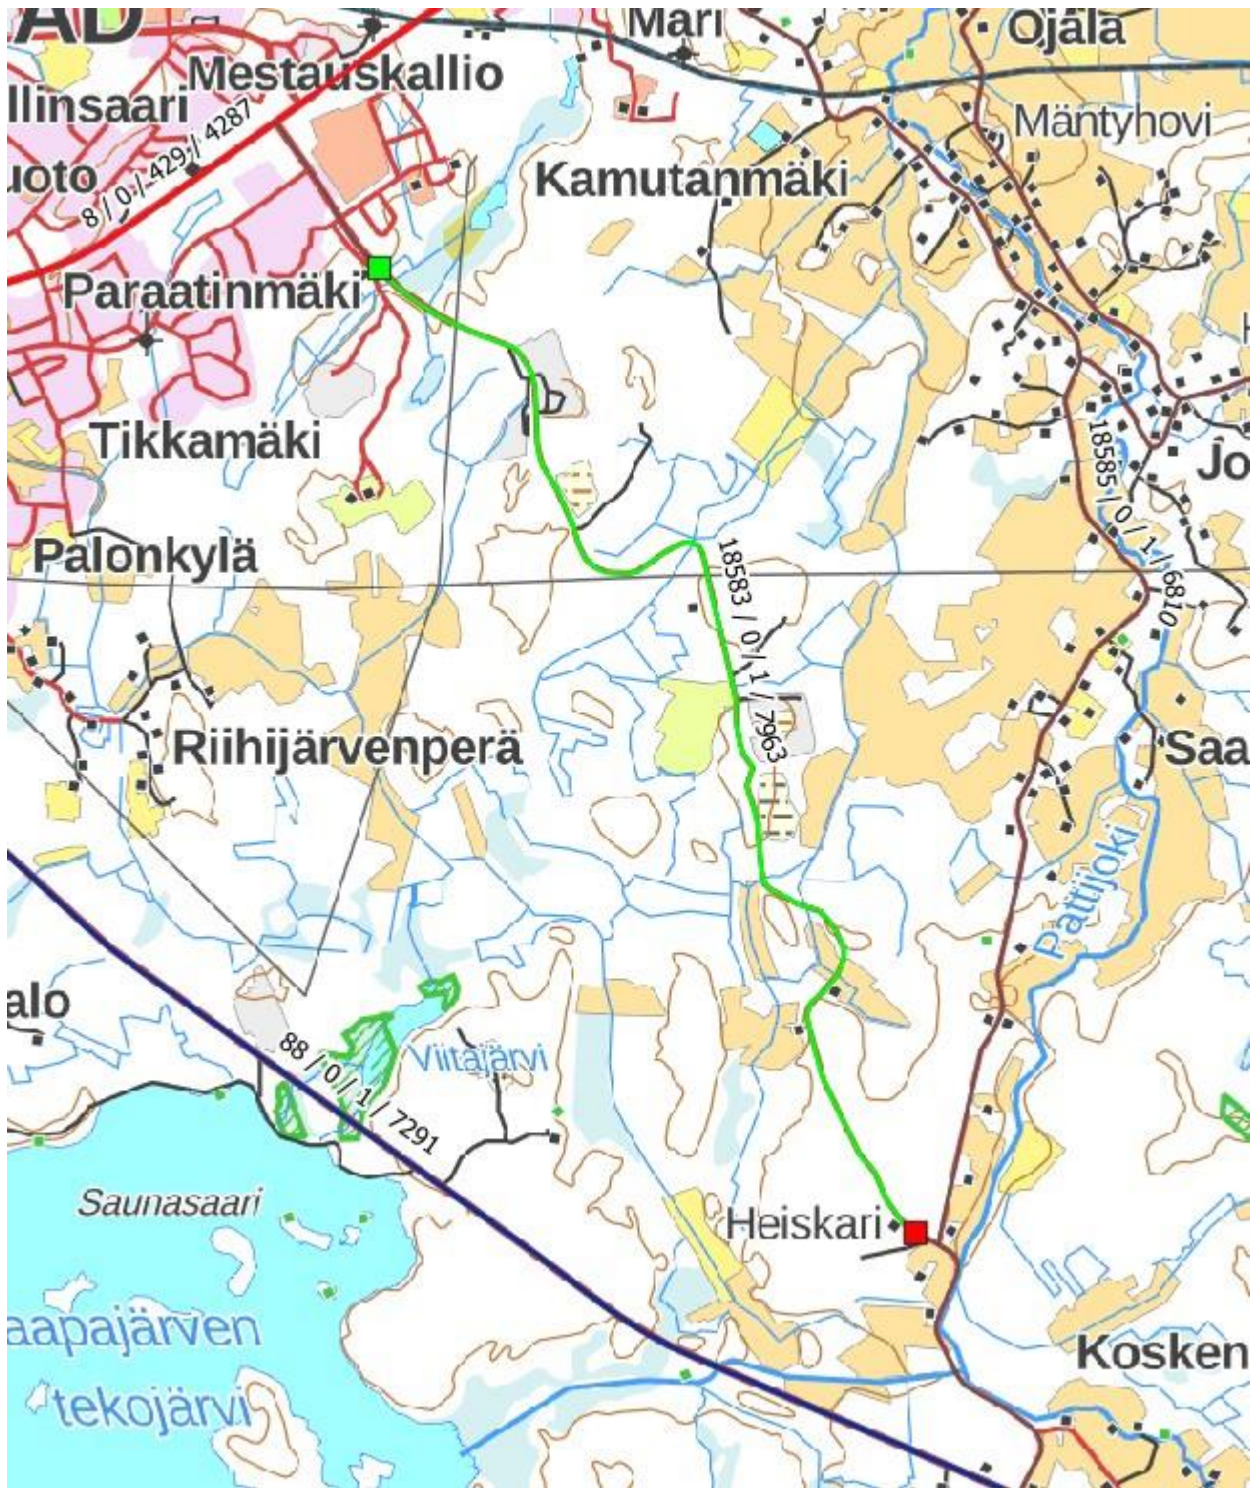 AD
Mari
Ojala
Mestauskallio
llinsaari
Mäntyhovi
8 / 0 / 429 / 4287
uoto
Kamutanmäki
Paraatinmäki
Tikkamäki
18585 / 0 / 1 / 6810
Jo
Palonkylä
18583 / 0 / 1 / 7963
Riihijärvenperä
Saa
Pattijoki
alo
Viitajärvi
88 / 0 / 1 / 7291
Saunasaari
Heiskari
aapajärven
tekojärvi
Kosken